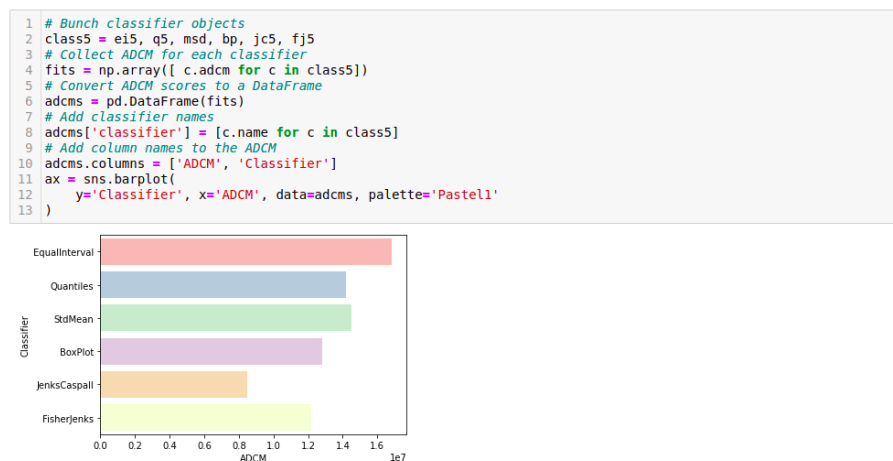 1 # Bunch classifier objects
2 class5 = ei5, q5, msd, bp, jc5, fj5
3 # Collect ADCM for each classifier
4 fits = np.array([ c.adcm for c in class5])
5 # Convert ADCM scores to a DataFrame
6 adcms = pd.DataFrame(fits)
7 # Add classifier names
8 adcms['classifier'] = [c.name for c in class5]
9 # Add column names to the ADCM
10 adcms.columns = ['ADCM', 'Classifier']
11 ax = sns.barplot(
12     y='Classifier', x='ADCM', data=adcms, palette='Pastel1'
13 )
EqualInterval
Quantiles
StdMean
BoxPlot
JenksCaspall
FisherJenks
Classifier
0.0 0.2 0.4 0.6 0.8 1.0 1.2 1.4 1.6
ADCM 1e7